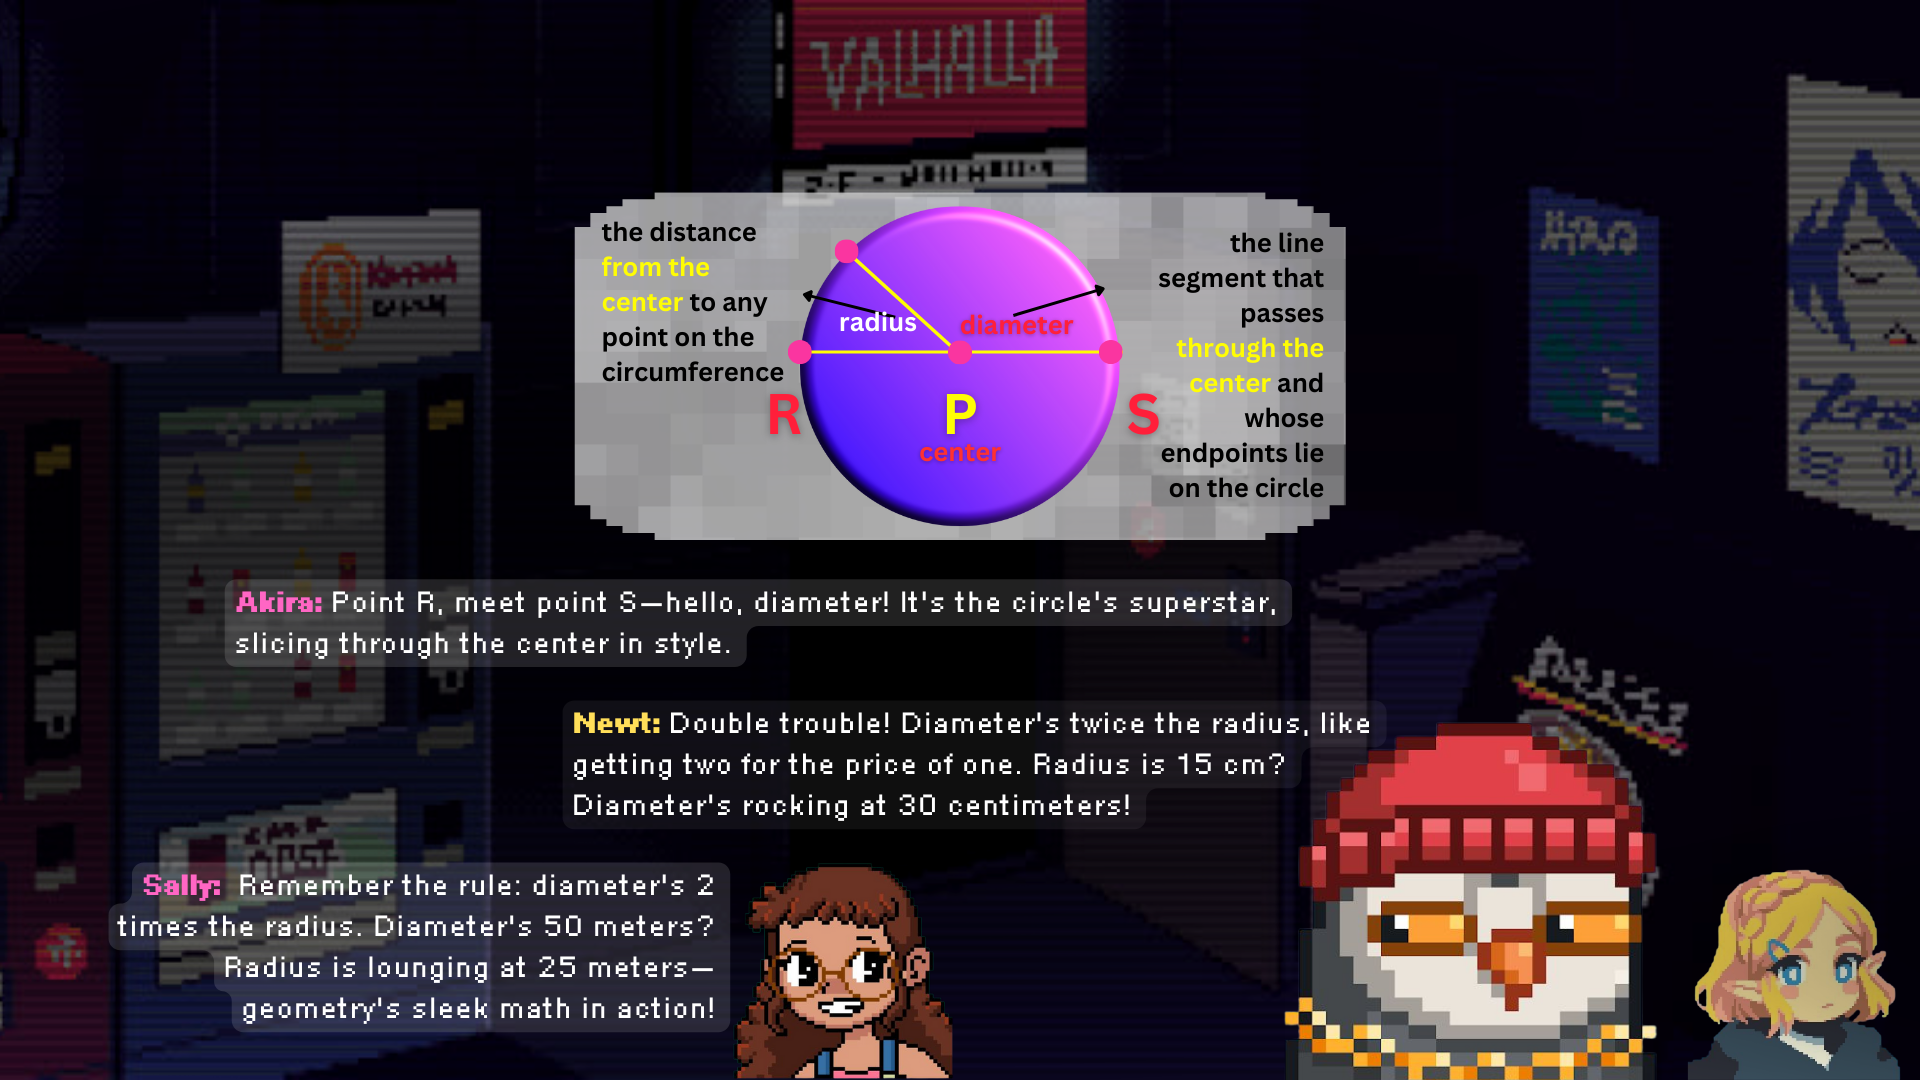 VALHALLA
the distance
from the
center to any
point on the
circumference
radius
diameter
the line
segment that
passes
through the
center and
whose
endpoints lie
on the circle
R
P
S
center
Akira: Point R, meet point S—hello, diameter! It's the circle's superstar,
slicing through the center in style.
Newt: Double trouble! Diameter's twice the radius, like
getting two for the price of one. Radius is 15 cm?
Diameter's rocking at 30 centimeters!
Sally: Remember the rule: diameter's 2
times the radius. Diameter's 50 meters?
Radius is lounging at 25 meters—
geometry's sleek math in action!